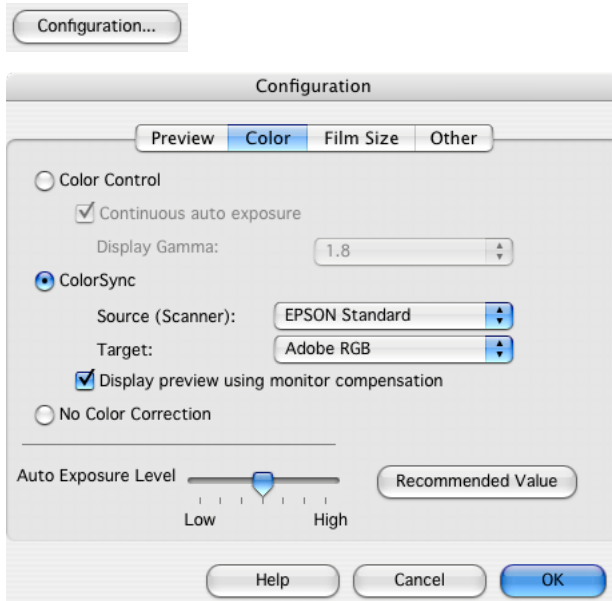 Configuration...
Configuration
Preview Color Film Size Other
Color Control
Continuous auto exposure
Display Gamma: 1.8
ColorSync
Source (Scanner): EPSON Standard
Target: Adobe RGB
Display preview using monitor compensation
No Color Correction
Auto Exposure Level Recommended Value
Low High
Help Cancel OK